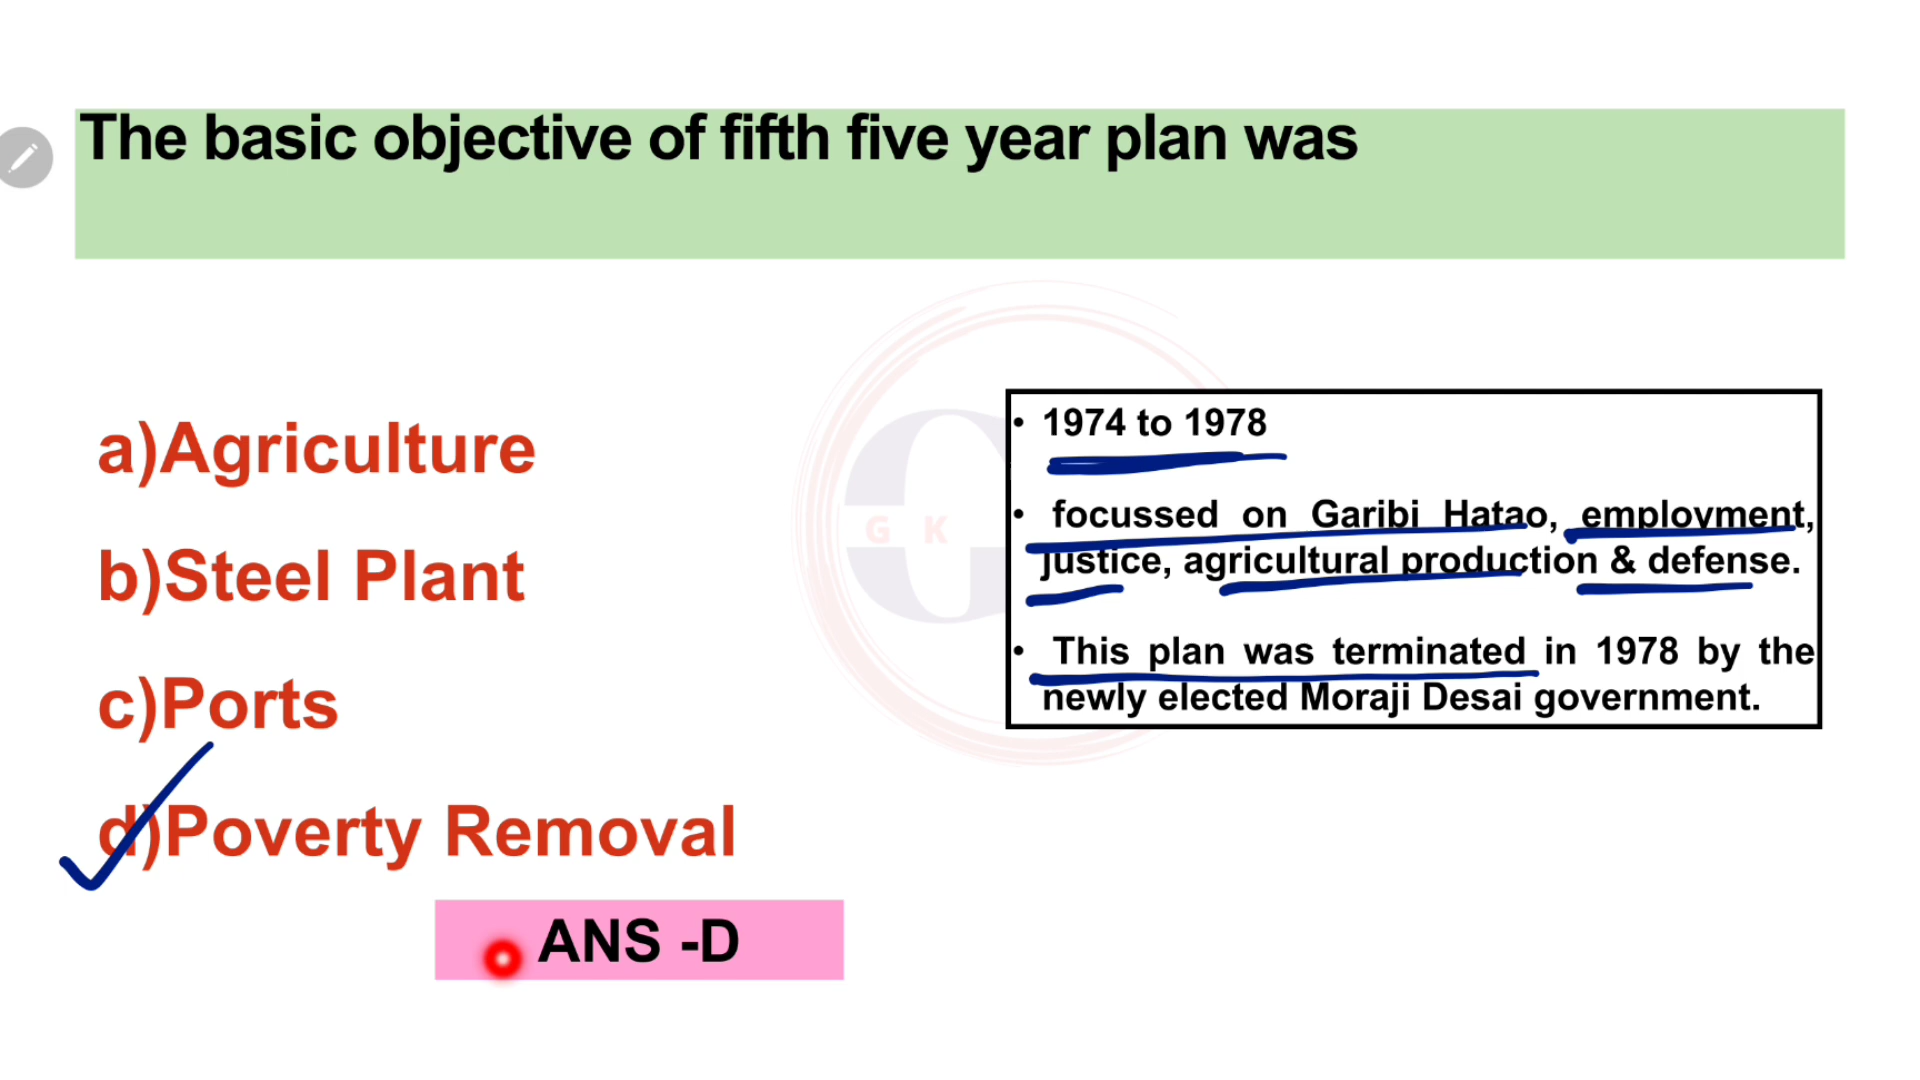 The basic objective of fifth five year plan was
a)Agriculture
b)Steel Plant
c)Ports
d)Poverty Removal
ANS -D
G K
• 1974 to 1978
• focussed on Garibi Hatao, employment,
justice, agricultural production & defense.
• This plan was terminated in 1978 by the
newly elected Moraji Desai government.